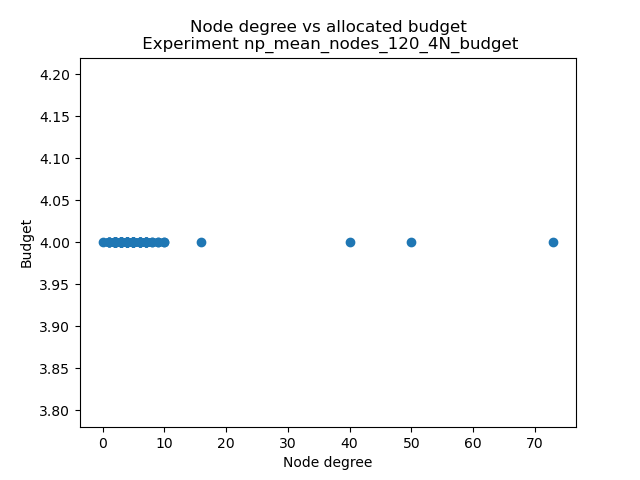 Node degree vs allocated budget
Experiment np_mean_nodes_120_4N_budget
4.20
4.15
4.10
4.05
4.00
3.95
3.90
3.85
3.80
Budget
0 10 20 30 40 50 60 70
Node degree